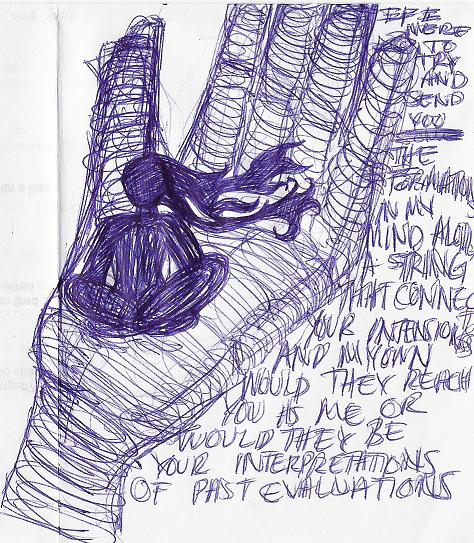 IF I
WERE
TO
TRY
AND
SEND
YOU
THE
FORMATIONS
IN MY
MIND ALONG
A STRING
THAT CONNECTS
YOUR INTENSIONS
AND MY OWN
WOULD THEY REACH
YOU AS ME OR
WOULD THEY BE
YOUR INTERPRETATIONS
OF PAST EVALUATIONS